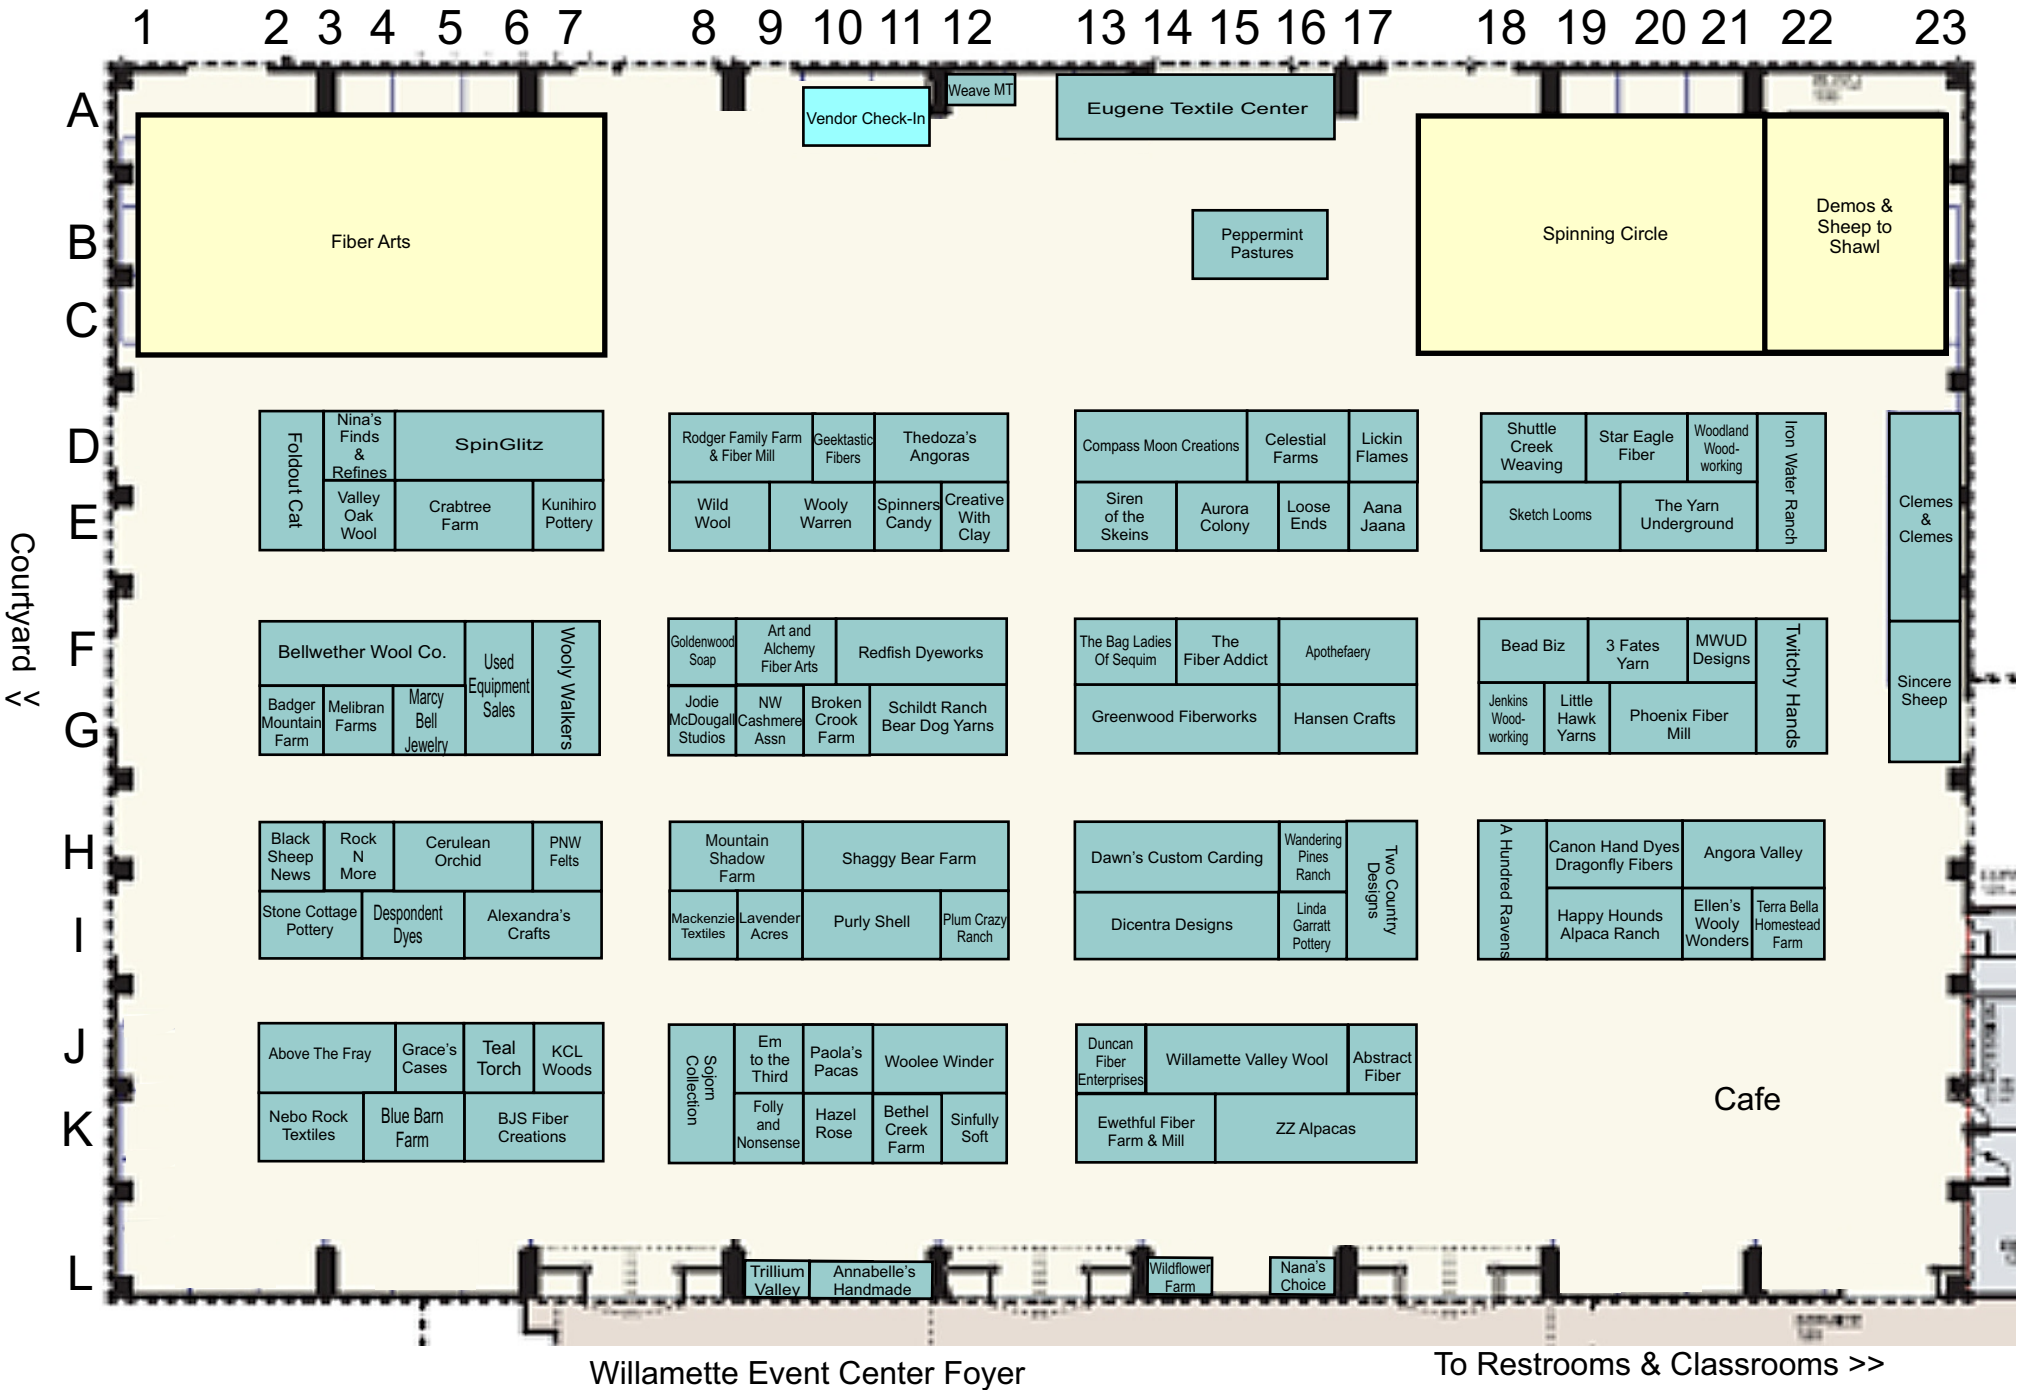 1 2 3 4 5 6 7 8 9 10 11 12 13 14 15 16 17 18 19 20 21 22 23
A
Weave MT
Vendor Check-In
Eugene Textile Center
B
Fiber Arts
Peppermint
Pastures
Spinning Circle
Demos &
Sheep to
Shawl
C
D
Foldout Cat
Nina's
Finds
&
Refines
SpinGlitz
Rodger Family Farm
& Fiber Mill
Geektastic
Fibers
Thedoza's
Angoras
Compass Moon Creations
Celestial
Farms
Lickin
Flames
Shuttle
Creek
Weaving
Star Eagle
Fiber
Woodland
Wood-
working
Iron Water Ranch
Clemes
&
Clemes
E
Valley
Oak
Wool
Crabtree
Farm
Kunihiro
Pottery
Wild
Wool
Wooly
Warren
Spinners
Candy
Creative
With
Clay
Siren
of the
Skeins
Aurora
Colony
Loose
Ends
Aana
Jaana
Sketch Looms
The Yarn
Underground
Courtyard >>
F
Bellwether Wool Co.
Used
Equipment
Sales
Wooly Walkers
Goldenwood
Soap
Art and
Alchemy
Fiber Arts
Redfish Dyeworks
The Bag Ladies
Of Sequim
The
Fiber Addict
Apothefaery
Bead Biz
3 Fates
Yarn
MWUD
Designs
Twitchy Hands
Sincere
Sheep
G
Badger
Mountain
Farm
Melibran
Farms
Marcy
Bell
Jewelry
Jodie
McDougall
Studios
NW
Cashmere
Assn
Broken
Crook
Farm
Schildt Ranch
Bear Dog Yarns
Greenwood Fiberworks
Hansen Crafts
Jenkins
Wood-
working
Little
Hawk
Yarns
Phoenix Fiber
Mill
H
Black
Sheep
News
Rock
N
More
Cerulean
Orchid
PNW
Felts
Mountain
Shadow
Farm
Shaggy Bear Farm
Dawn's Custom Carding
Wandering
Pines
Ranch
Two Country
Designs
A Hundred Ravens
Canon Hand Dyes
Dragonfly Fibers
Angora Valley
I
Stone Cottage
Pottery
Despondent
Dyes
Alexandra's
Crafts
Mackenzie
Textiles
Lavender
Acres
Purly Shell
Plum Crazy
Ranch
Dicentra Designs
Linda
Garratt
Pottery
Happy Hounds
Alpaca Ranch
Ellen's
Wooly
Wonders
Terra Bella
Homestead
Farm
J
Above The Fray
Grace's
Cases
Teal
Torch
KCL
Woods
Sojorn
Collection
Em
to the
Third
Paola's
Pacas
Woolee Winder
Duncan
Fiber
Enterprises
Willamette Valley Wool
Abstract
Fiber
Cafe
K
Nebo Rock
Textiles
Blue Barn
Farm
BJS Fiber
Creations
Folly
and
Nonsense
Hazel
Rose
Bethel
Creek
Farm
Sinfully
Soft
Ewethful Fiber
Farm & Mill
ZZ Alpacas
L
Trillium
Valley
Annabelle's
Handmade
Wildflower
Farm
Nana's
Choice
Willamette Event Center Foyer
To Restrooms & Classrooms >>